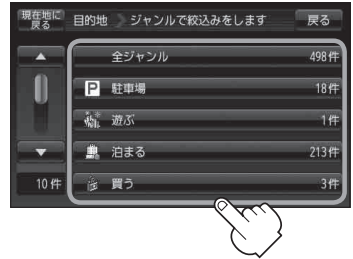 現在地に戻る 目的地 ジャンルで絞込みをします 戻る
全ジャンル 498件
P 駐車場 18件
遊ぶ 1件
泊まる 213件
10件 買う 3件